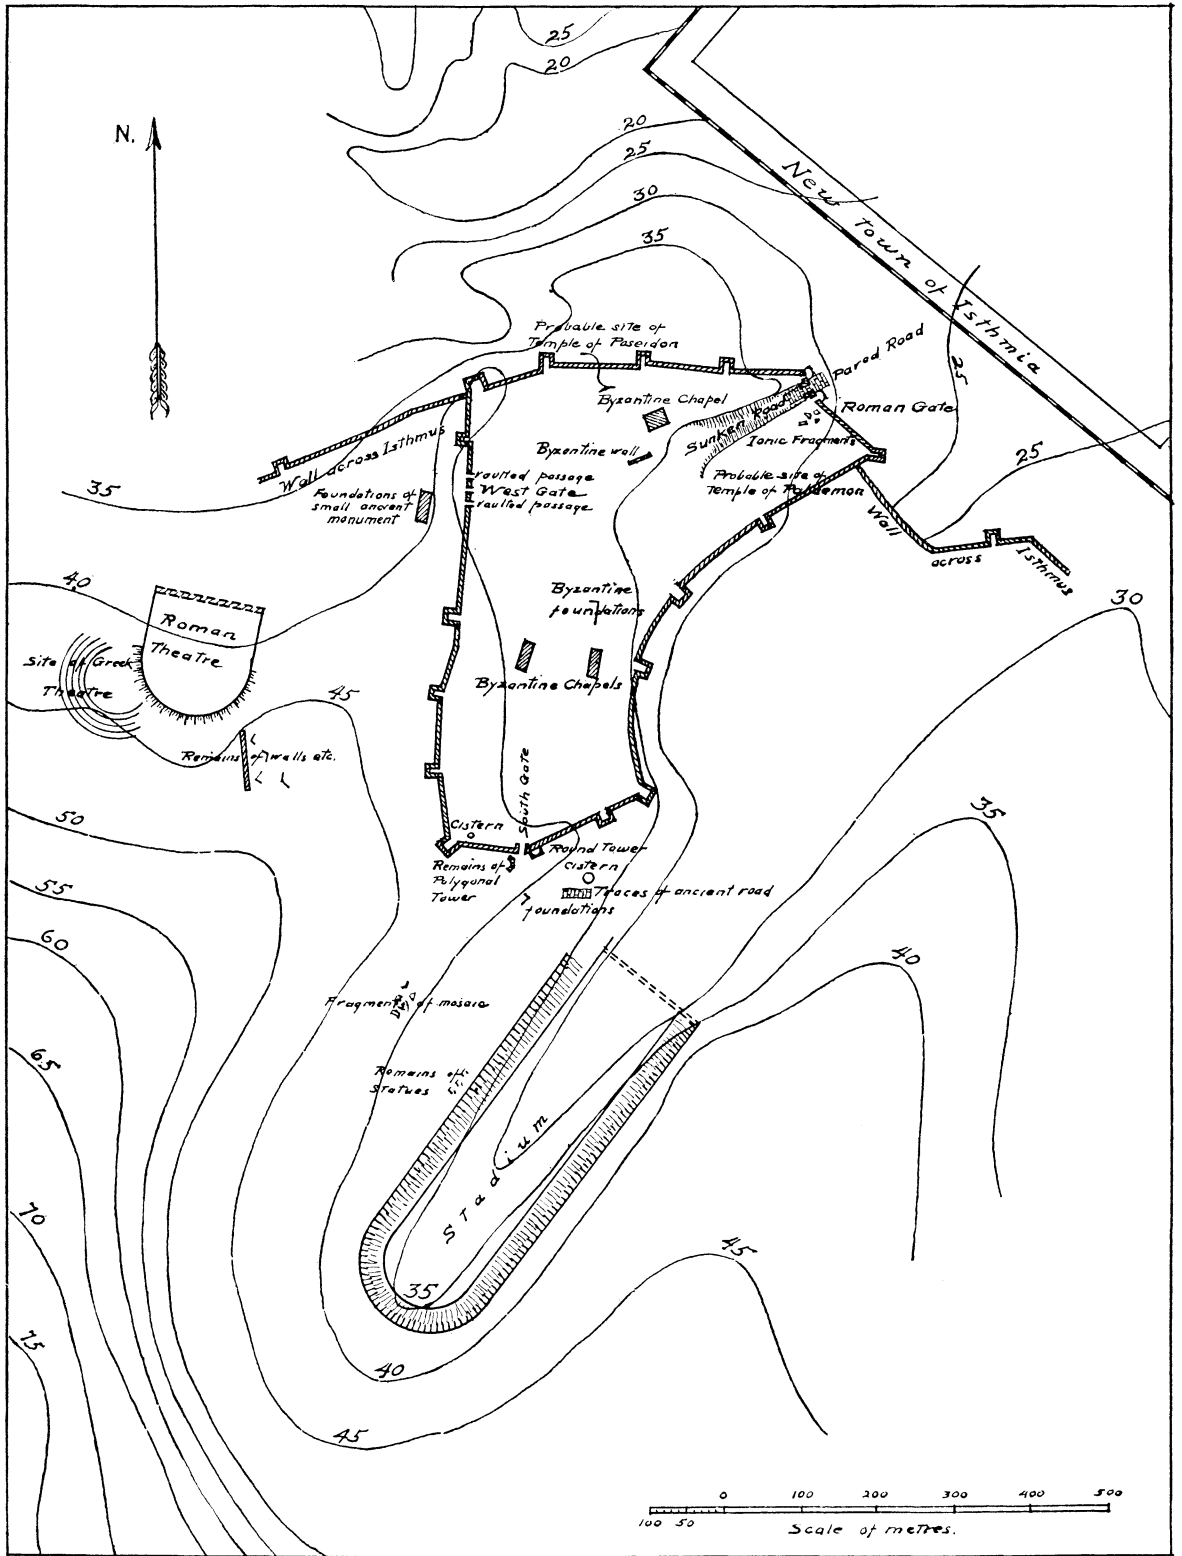 25
20
N.
20
25
30
35
New Town of Isthmia
Probable site of
Temple of Poseidon
Paved Road
25
Byzantine Chapel
Roman Gate
Sunken Road
Ionic Fragments
Wall across Isthmus
Byzantine wall
25
35
vaulted passage
West Gate
vaulted passage
Probable site of
Temple of Palaemon
Foundations of
small ancient
monument
Wall
across
Isthmus
40
Byzantine
foundations
30
Roman
Theatre
Site of Greek
Theatre
Byzantine Chapels
45
Remains of walls etc.
South Gate
50
35
Cistern
Round Tower
Remains of
Polygonal
Tower
Cistern
55
Traces of ancient road
foundations
60
40
Fragments of mosaic
65
Remains of
Statues
Stadium
70
45
35
75
40
45
0 100 200 300 400 500
100 50
Scale of metres.